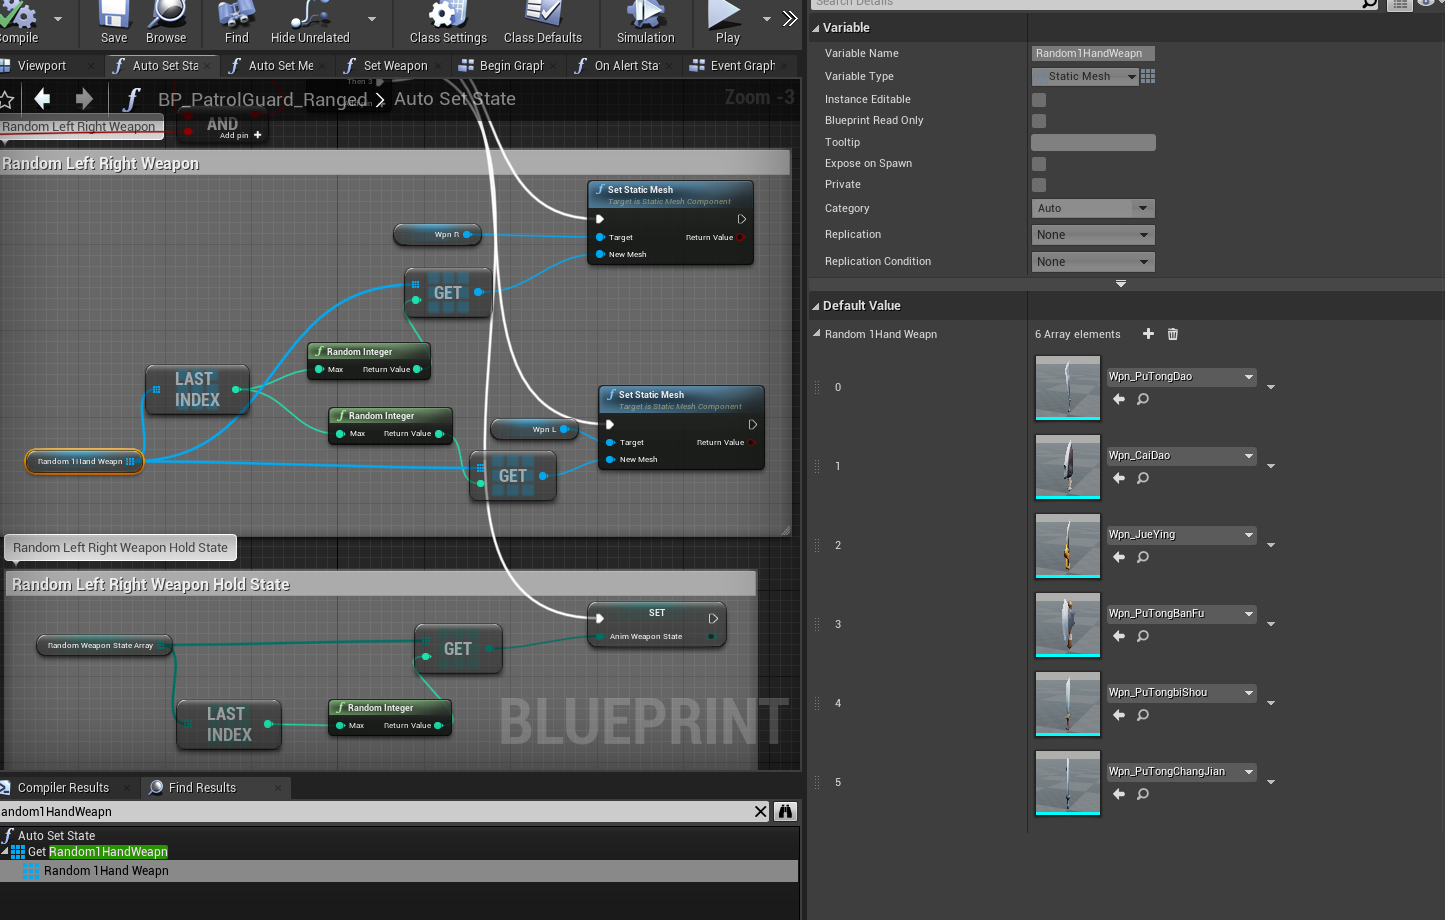 Compile
Save
Browse
Find
Hide Unrelated
Class Settings
Class Defaults
Simulation
Play
Viewport
Auto Set Sta
Auto Set Me
Set Weapon
Begin Graph
On Alert Sta
Event Graph
BP_PatrolGuard_Ranged > Auto Set State
Zoom -3
Then 3
Add pin
Random Left Right Weapon
AND
Add pin +
Random Left Right Weapon
Set Static Mesh
Target is Static Mesh Component
Target
Return Value
New Mesh
Wpn R
GET
Random Integer
Max
Return Value
LAST INDEX
Random Integer
Max
Return Value
Set Static Mesh
Target is Static Mesh Component
Target
Return Value
New Mesh
Wpn L
Random 1Hand Weapn
GET
Random Left Right Weapon Hold State
Random Left Right Weapon Hold State
SET
Anim Weapon State
Random Weapon State Array
GET
LAST INDEX
Random Integer
Max
Return Value
BLUEPRINT
Compiler Results
Find Results
andom1HandWeapn
Auto Set State
Get Random1HandWeapn
Random 1Hand Weapn
Search Details
Variable
Variable Name
Random1HandWeapn
Variable Type
Static Mesh
Instance Editable
Blueprint Read Only
Tooltip
Expose on Spawn
Private
Category
Auto
Replication
None
Replication Condition
None
Default Value
Random 1Hand Weapn
6 Array elements
0
Wpn_PuTongDao
1
Wpn_CaiDao
2
Wpn_JueYing
3
Wpn_PuTongBanFu
4
Wpn_PuTongbiShou
5
Wpn_PuTongChangJian